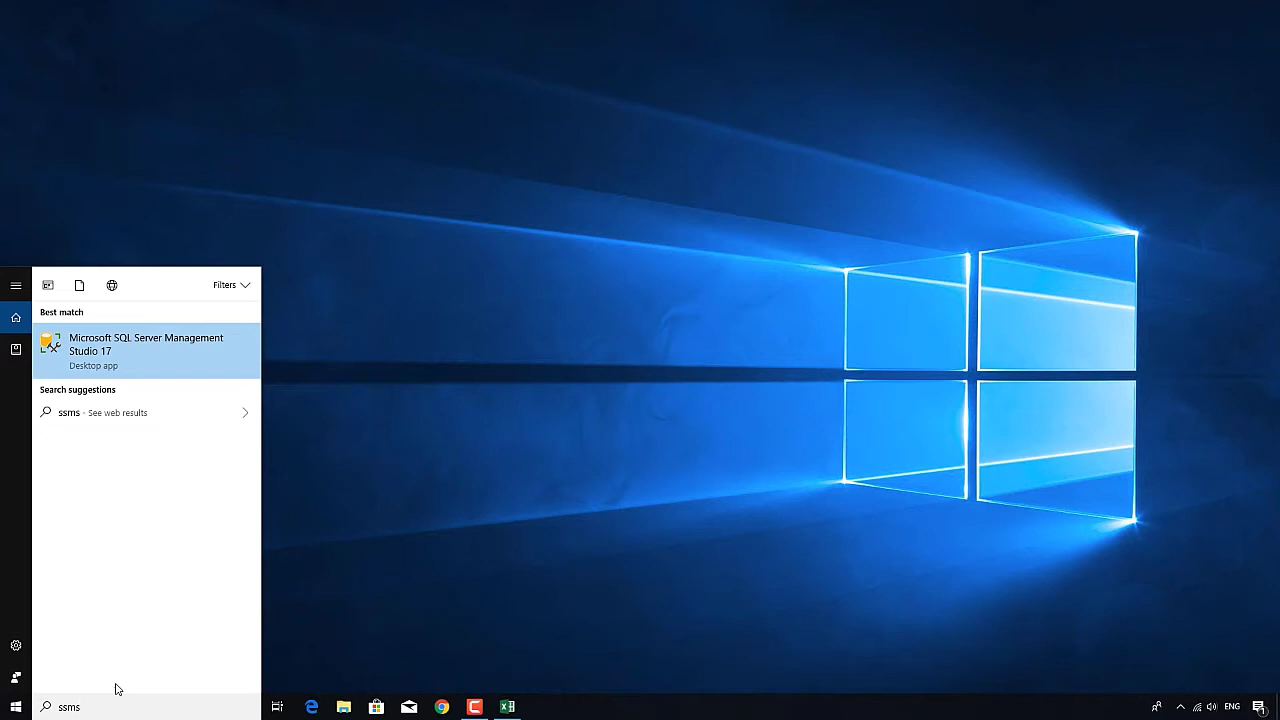 Filters
Best match
Microsoft SQL Server Management
Studio 17
Desktop app
Search suggestions
ssms - See web results
ssms
ENG